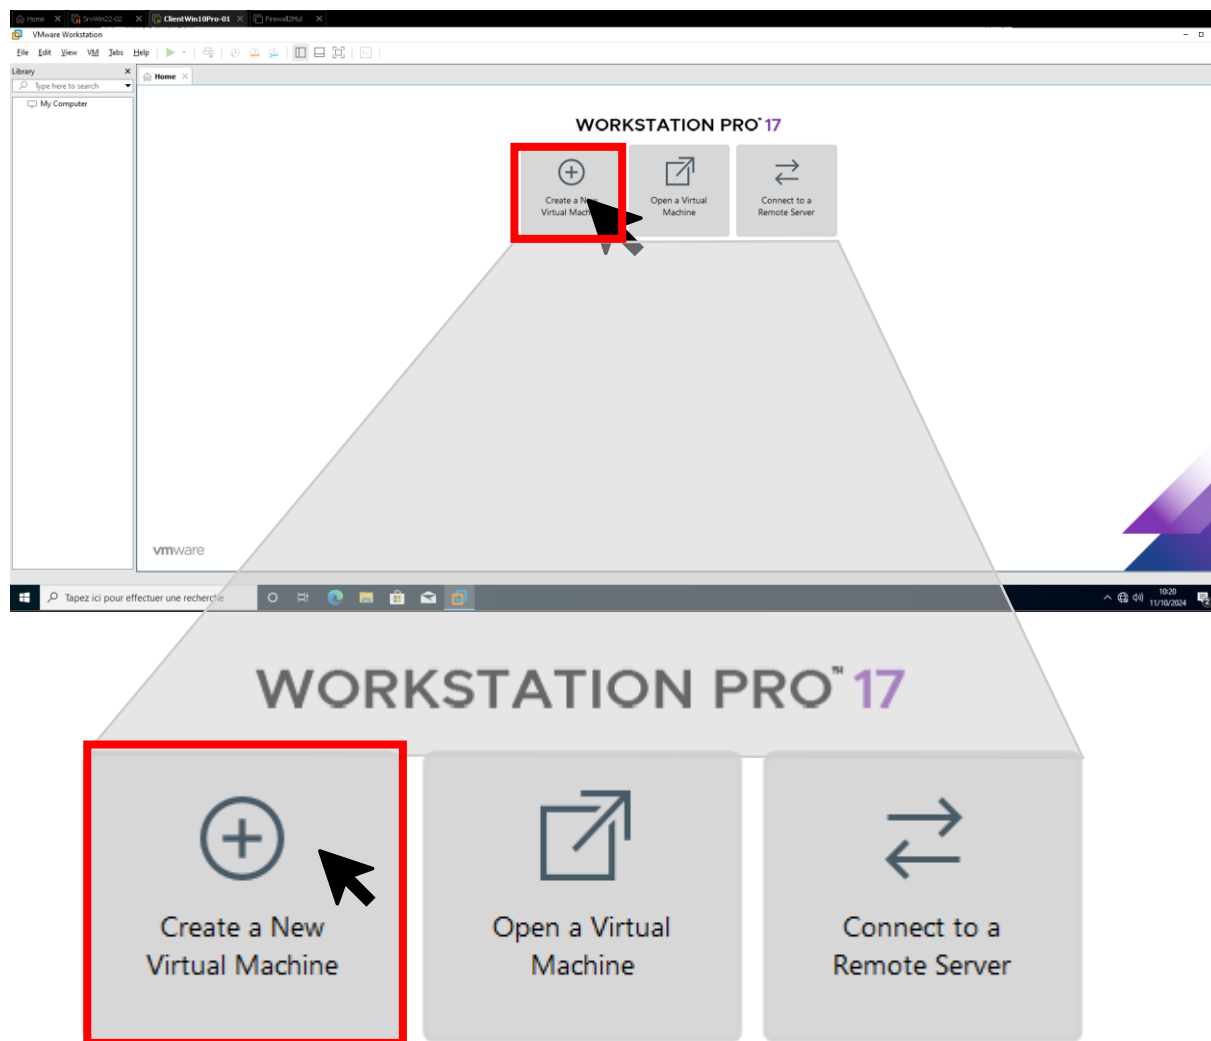 Home
SrvWin22-02
ClientWin10Pro-01
Firewall2Mul
VMware Workstation
File Edit View VM Tabs Help
Library
Home
Type here to search
My Computer
WORKSTATION PRO™ 17
Create a New
Virtual Machine
Open a Virtual
Machine
Connect to a
Remote Server
vmware
Tapez ici pour effectuer une recherche
10:20
11/10/2024
2
WORKSTATION PRO™ 17
Create a New
Virtual Machine
Open a Virtual
Machine
Connect to a
Remote Server